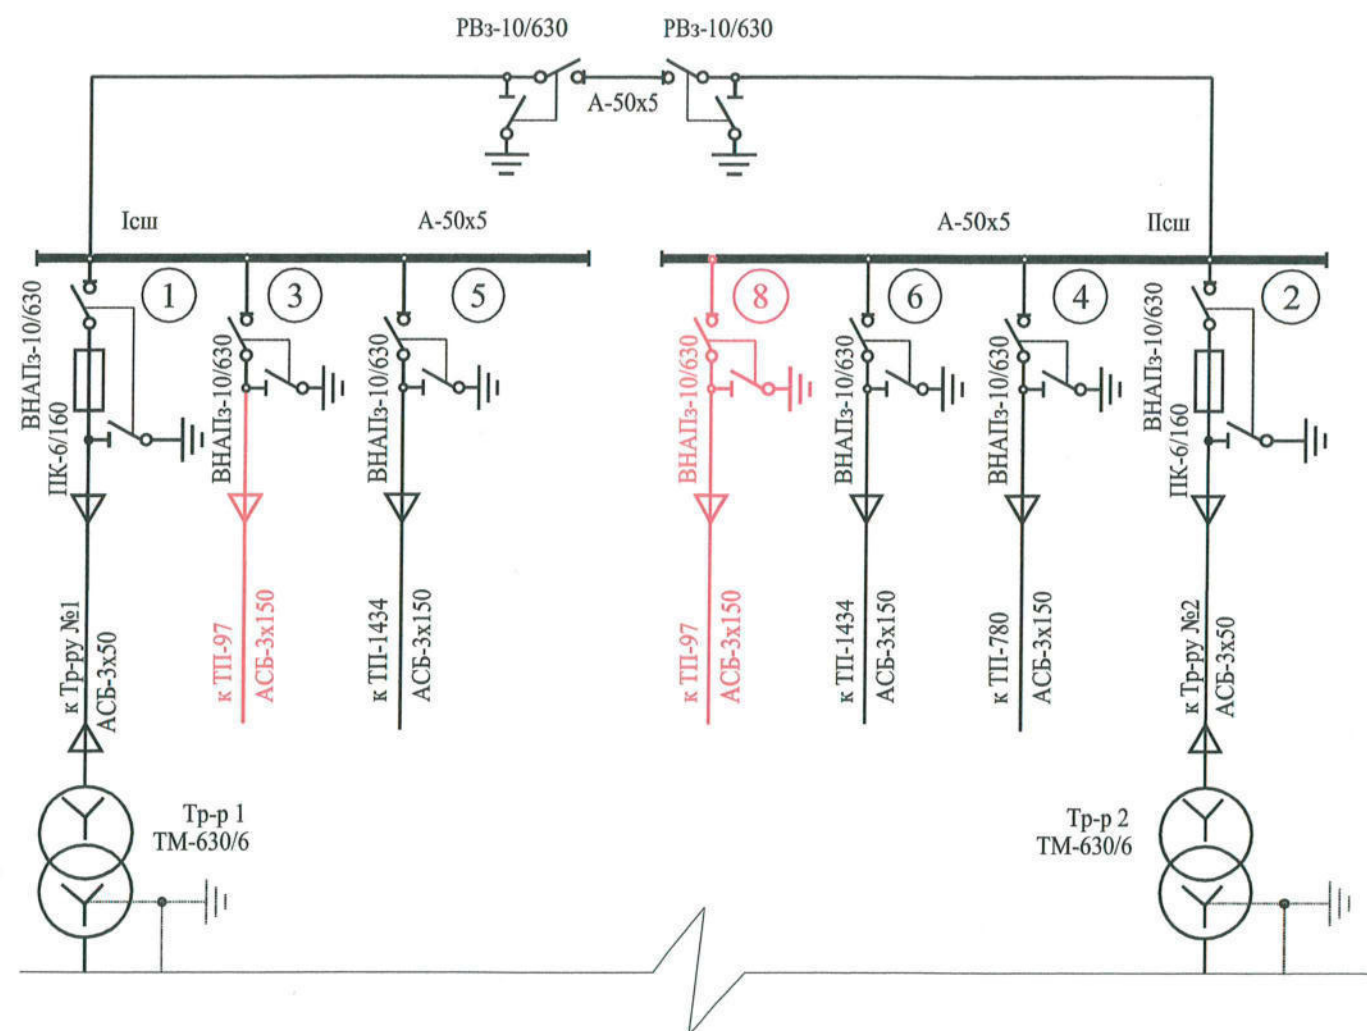 РВз-10/630
РВз-10/630
А-50х5
Iсш
А-50х5
А-50х5
IIсш
1
3
5
8
6
4
2
ВНАПз-10/630
ПК-6/160
ВНАПз-10/630
ВНАПз-10/630
ВНАПз-10/630
ВНАПз-10/630
ВНАПз-10/630
ВНАПз-10/630
ПК-6/160
к Тр-ру №1
АСБ-3х50
к ТП-97
АСБ-3х150
к ТП-1434
АСБ-3х150
к ТП-97
АСБ-3х150
к ТП-1434
АСБ-3х150
к ТП-780
АСБ-3х150
к Тр-ру №2
АСБ-3х50
Тр-р 1
ТМ-630/6
Тр-р 2
ТМ-630/6